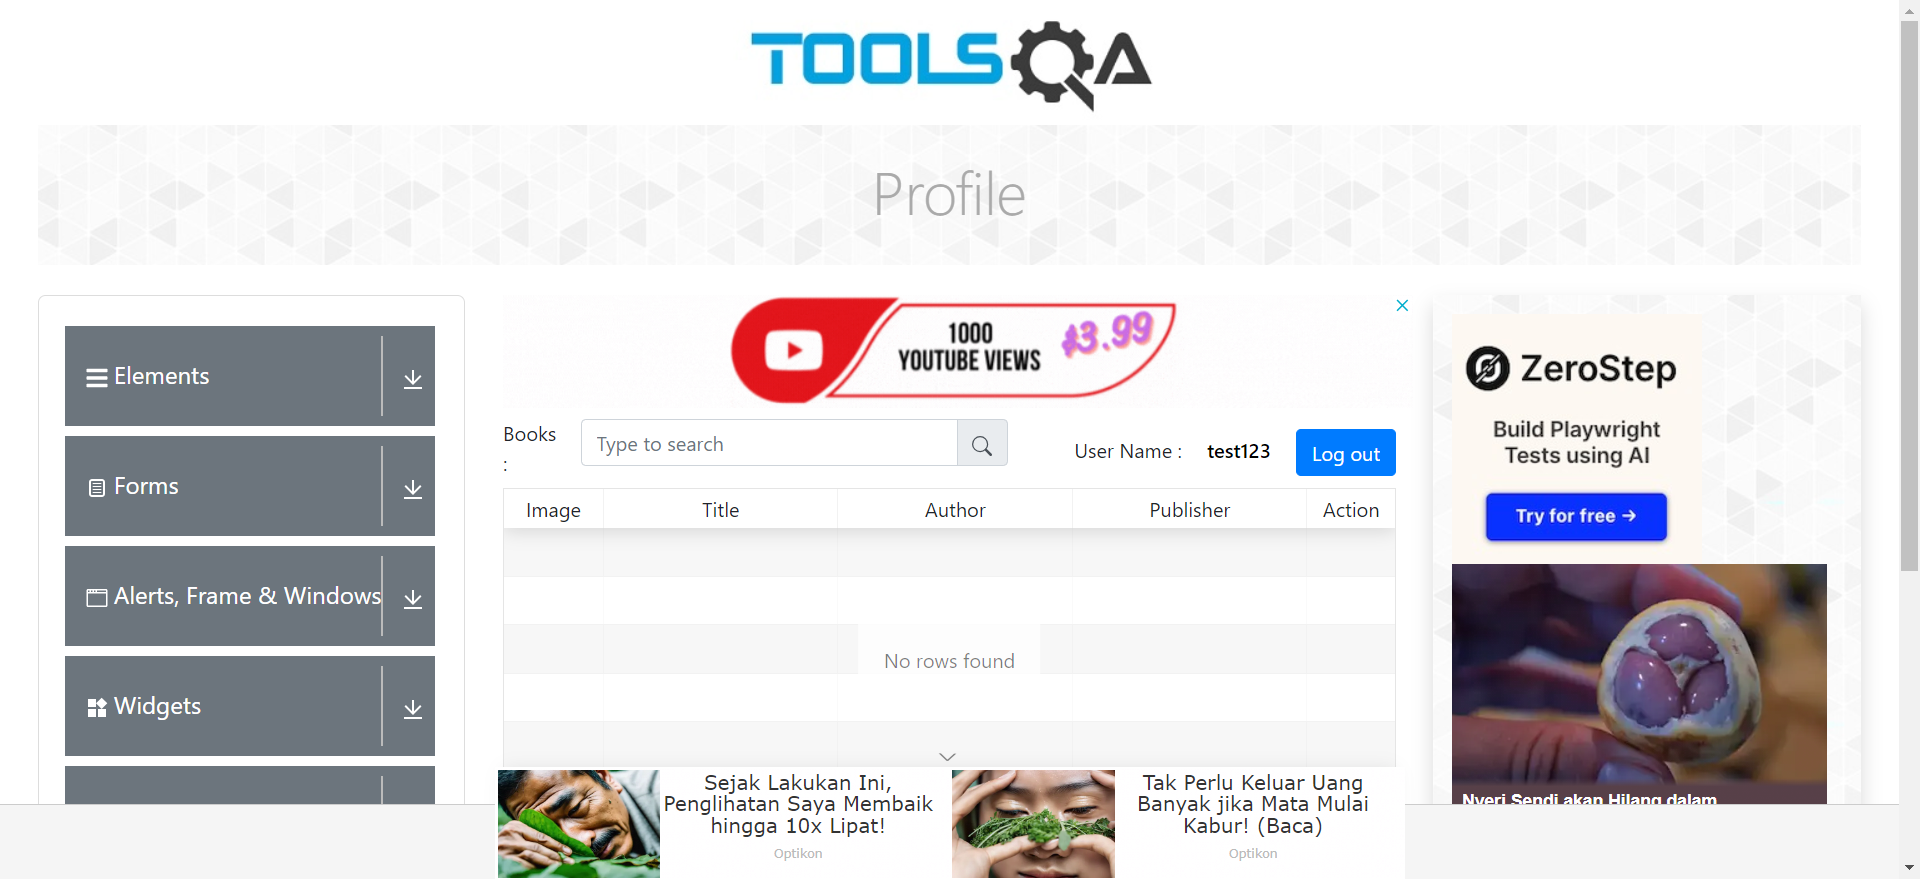 TOOLSQA
Profile
Elements
Forms
Alerts, Frame & Windows
Widgets
1000
YOUTUBE VIEWS
$3.99
Books
:
Type to search
User Name :
test123
Log out
Image
Title
Author
Publisher
Action
No rows found
ZeroStep
Build Playwright
Tests using AI
Try for free →
Nyeri Sendi akan Hilang dalam
Sejak Lakukan Ini,
Penglihatan Saya Membaik
hingga 10x Lipat!
Optikon
Tak Perlu Keluar Uang
Banyak jika Mata Mulai
Kabur! (Baca)
Optikon